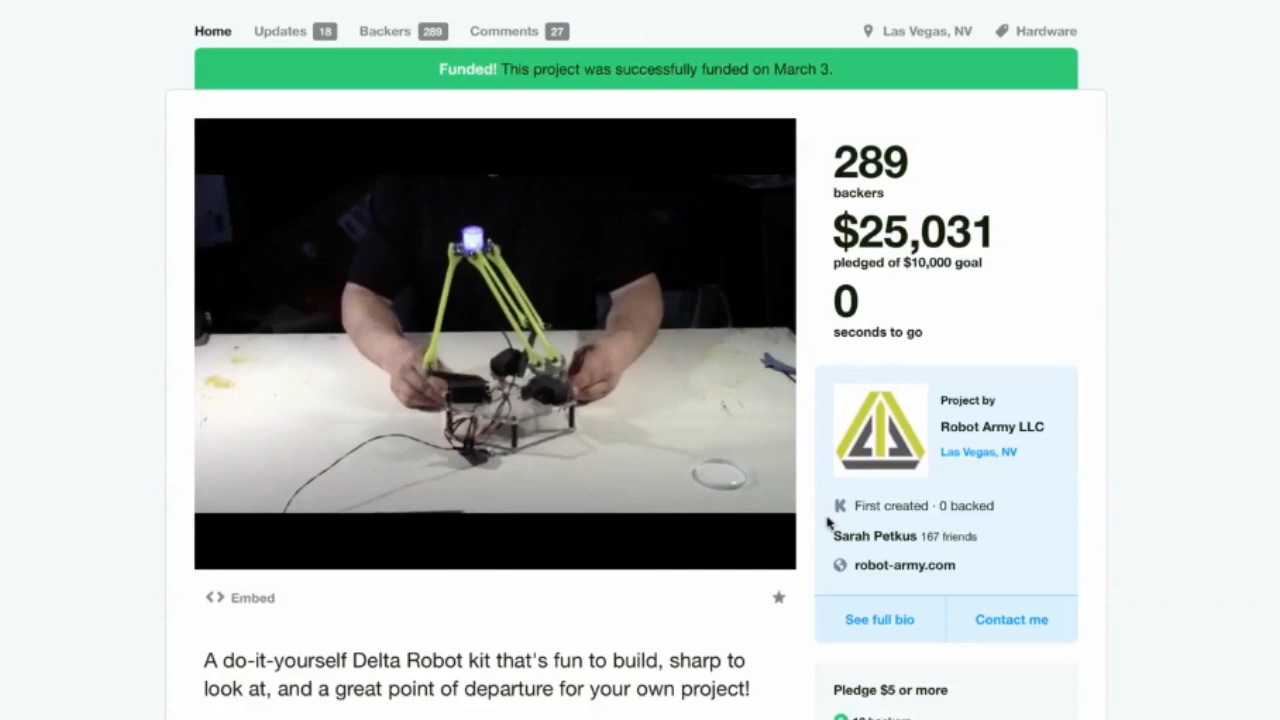 Home Updates 18 Backers 289 Comments 27 Las Vegas, NV Hardware
Funded! This project was successfully funded on March 3.
289
backers
$25,031
pledged of $10,000 goal
0
seconds to go
Project by
Robot Army LLC
Las Vegas, NV
First created · 0 backed
Sarah Petkus 167 friends
robot-army.com
See full bio Contact me
Embed
A do-it-yourself Delta Robot kit that's fun to build, sharp to
look at, and a great point of departure for your own project!
Pledge $5 or more
backers